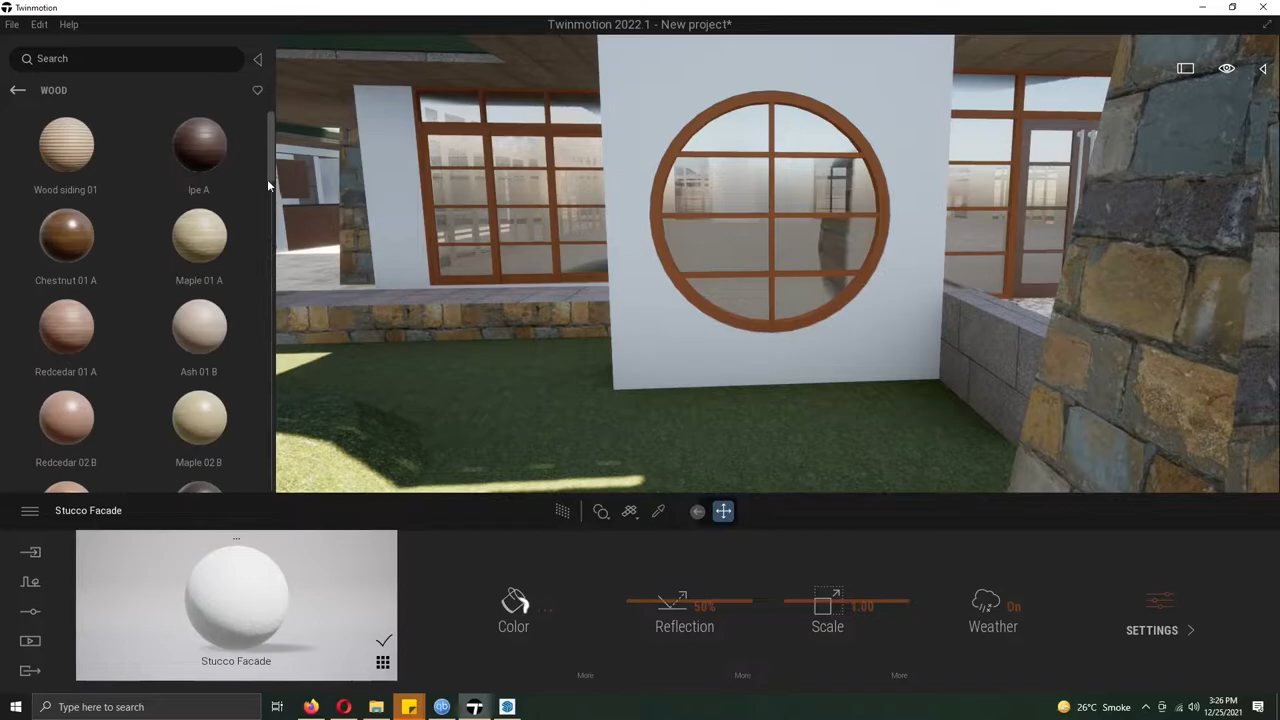 Twinmotion
File Edit Help
Twinmotion 2022.1 - New project*
Search
WOOD
Wood siding 01
Ipe A
Chestnut 01 A
Maple 01 A
Redcedar 01 A
Ash 01 B
Redcedar 02 B
Maple 02 B
Stucco Facade
...
Stucco Facade
Color
...
Reflection
50%
Scale
1.00
Weather
On
SETTINGS
More
More
More
Type here to search
26°C Smoke
3:26 PM
12/25/2021